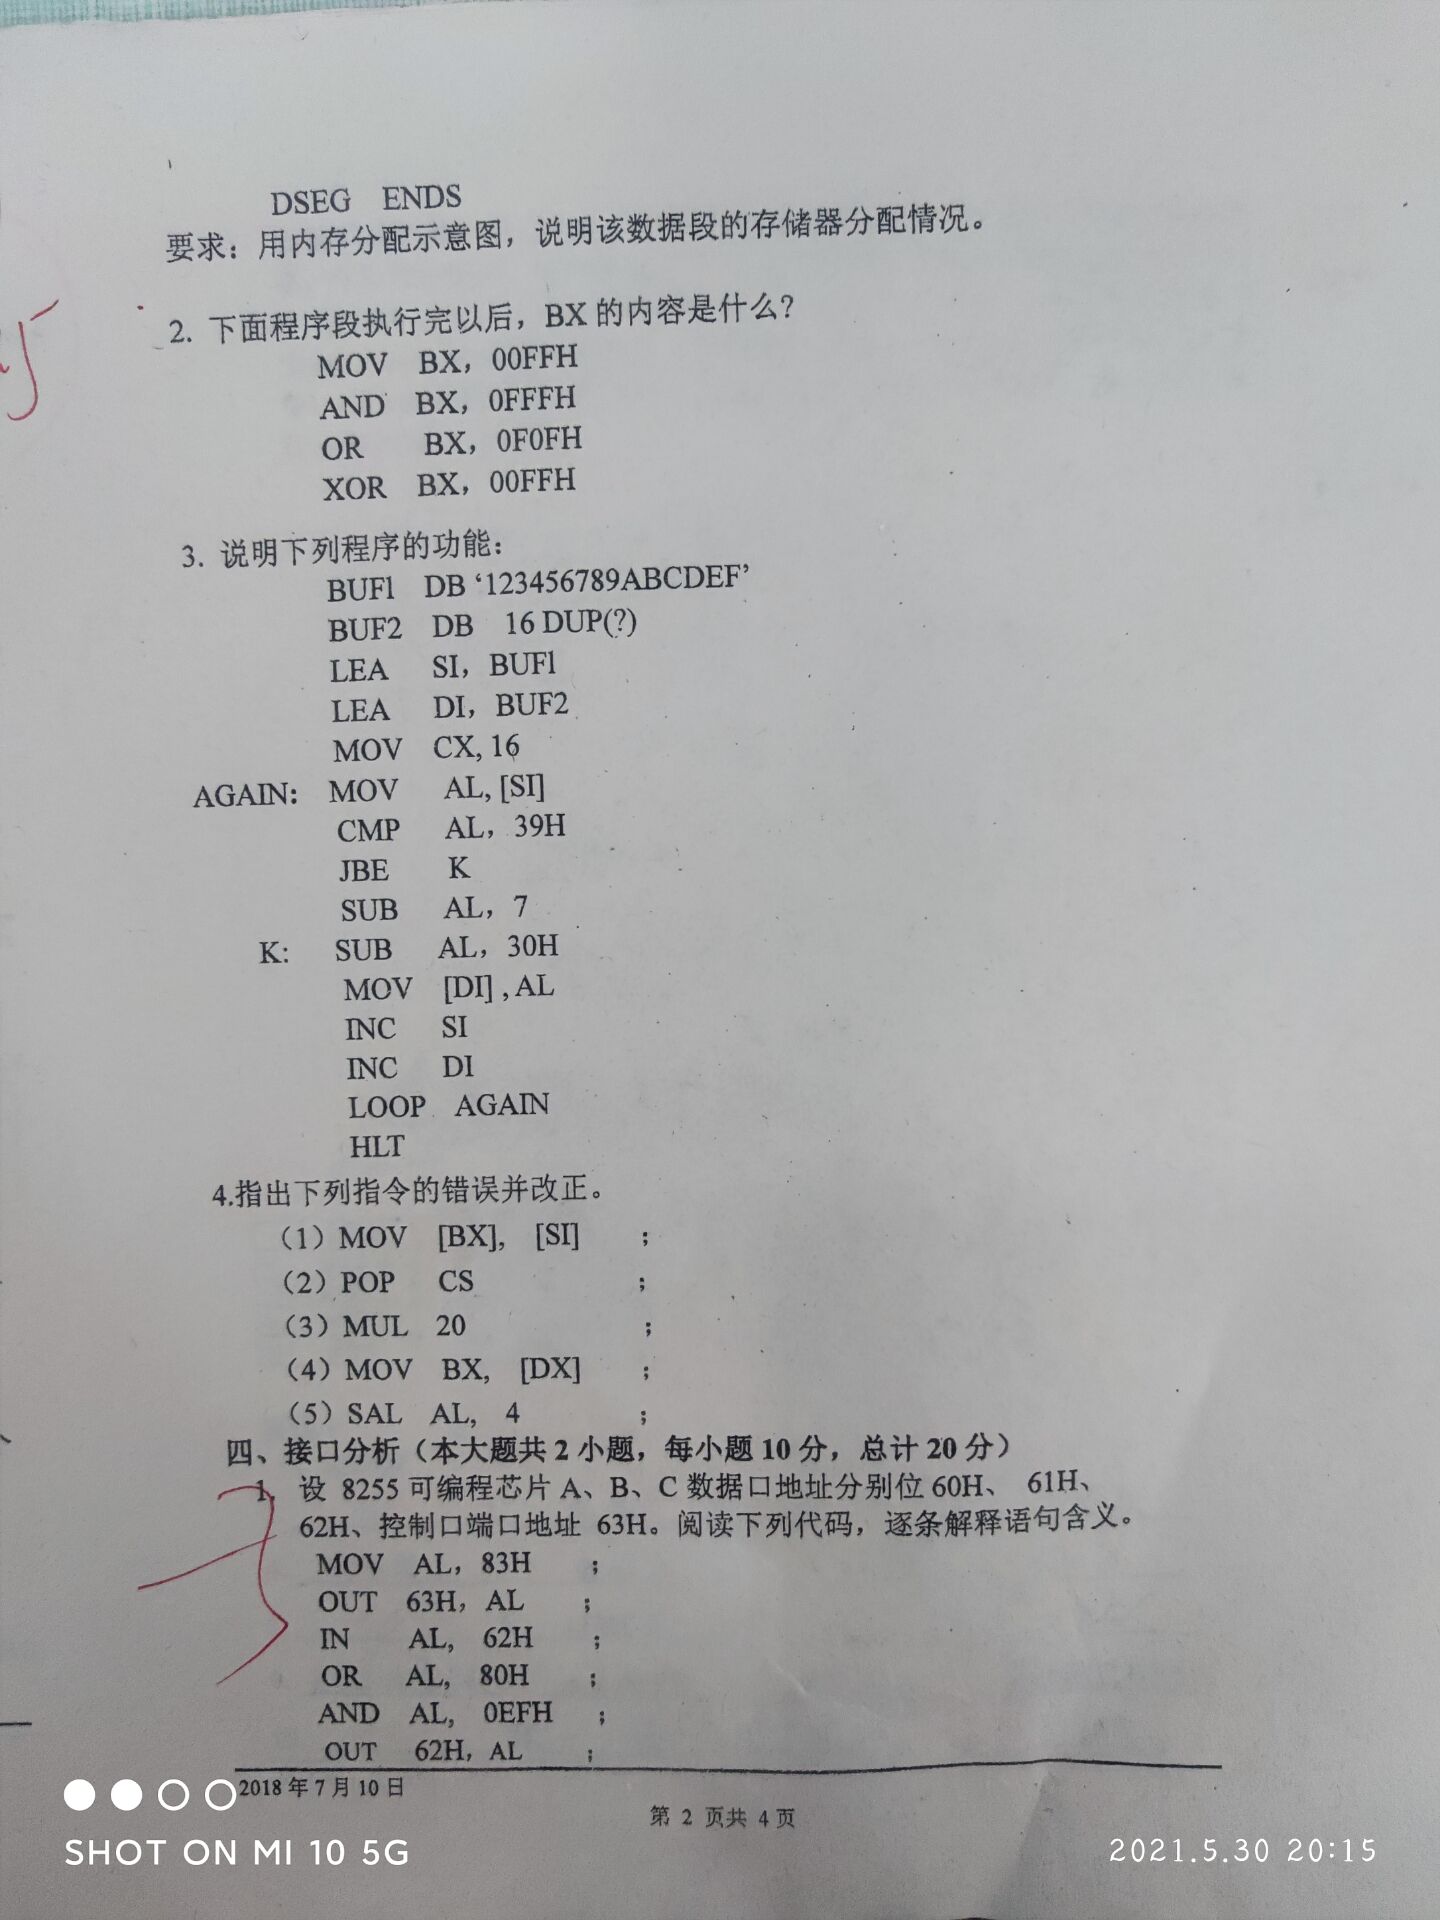 DSEG ENDS
要求：用内存分配示意图，说明该数据段的存储器分配情况。
2. 下面程序段执行完以后，BX 的内容是什么？
MOV BX，00FFH
AND BX，0FFFH
OR BX，0F0FH
XOR BX，00FFH
3. 说明下列程序的功能：
BUF1 DB ‘123456789ABCDEF’
BUF2 DB 16 DUP(?)
LEA SI，BUF1
LEA DI，BUF2
MOV CX, 16
AGAIN： MOV AL, [SI]
CMP AL，39H
JBE K
SUB AL，7
K: SUB AL，30H
MOV [DI] , AL
INC SI
INC DI
LOOP AGAIN
HLT
4.指出下列指令的错误并改正。
（1）MOV [BX], [SI] ；
（2）POP CS ；
（3）MUL 20 ；
（4）MOV BX, [DX] ；
（5）SAL AL, 4 ；
四、接口分析（本大题共 2 小题，每小题 10 分，总计 20 分）
1. 设 8255 可编程芯片 A、B、C 数据口地址分别位 60H、 61H、
62H、控制口端口地址 63H。阅读下列代码，逐条解释语句含义。
MOV AL，83H ；
OUT 63H，AL ；
IN AL, 62H ；
OR AL, 80H ；
AND AL, 0EFH ；
OUT 62H，AL ；
2018 年 7 月 10 日
第 2 页共 4 页
SHOT ON MI 10 5G
2021.5.30 20:15